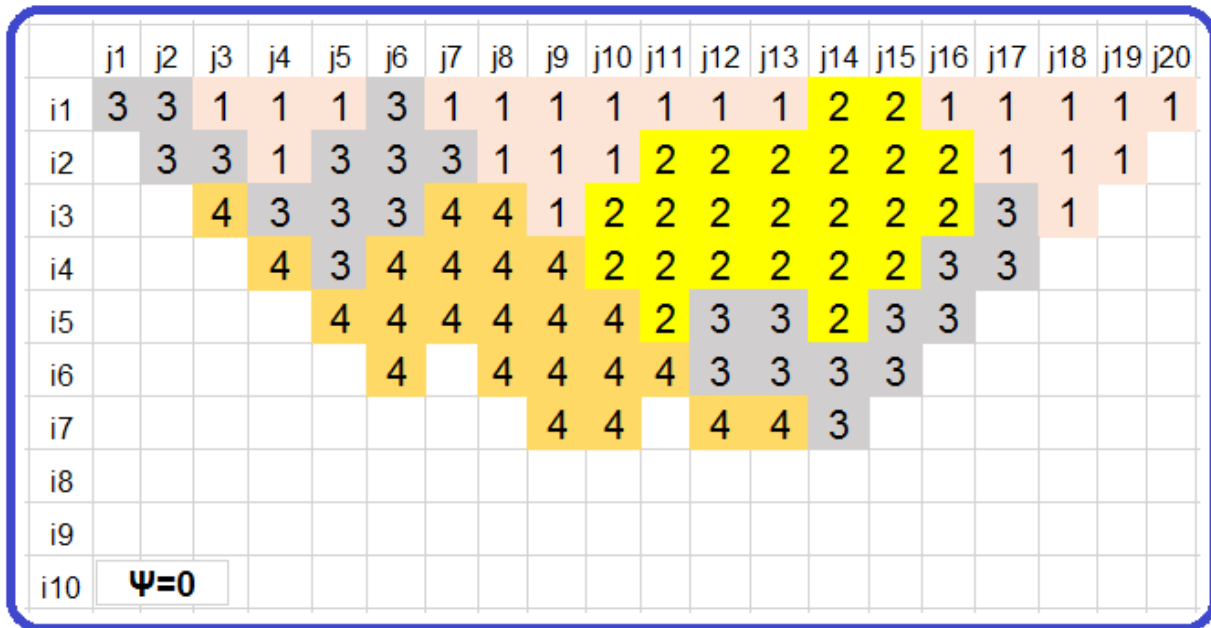 j1 j2 j3 j4 j5 j6 j7 j8 j9 j10 j11 j12 j13 j14 j15 j16 j17 j18 j19 j20
i1 3 3 1 1 1 3 1 1 1 1 1 1 1 2 2 1 1 1 1 1
i2 3 3 1 3 3 3 1 1 1 2 2 2 2 2 2 1 1 1
i3 4 3 3 3 4 4 1 2 2 2 2 2 2 2 3 1
i4 4 3 4 4 4 4 2 2 2 2 2 2 3 3
i5 4 4 4 4 4 4 2 3 3 2 3 3
i6 4 4 4 4 4 3 3 3 3
i7 4 4 4 4 3
i8
i9
i10 Ψ=0